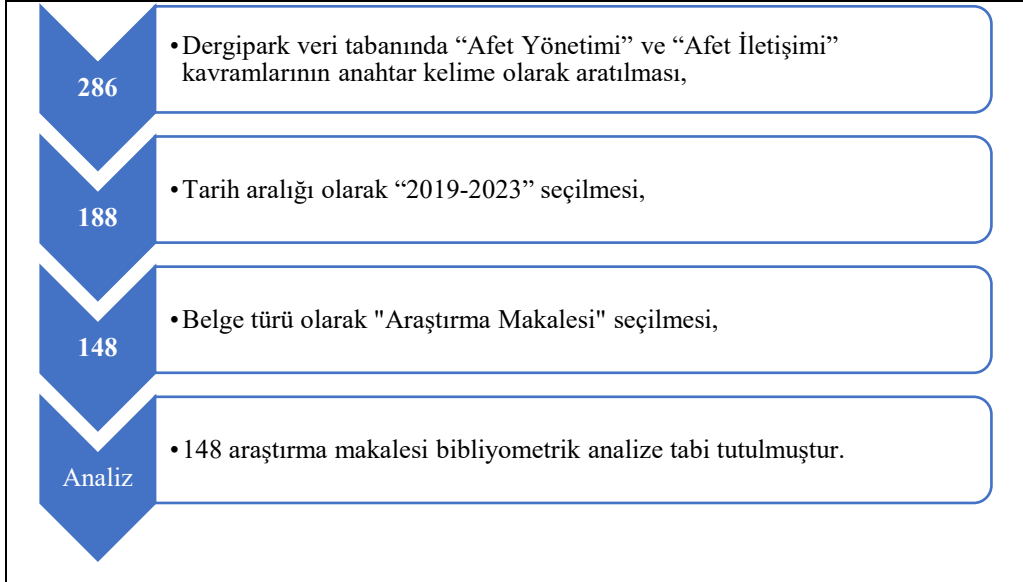 286
•Dergipark veri tabanında “Afet Yönetimi” ve “Afet İletişimi”
kavramlarının anahtar kelime olarak aratılması,
188
•Tarih aralığı olarak “2019-2023” seçilmesi,
148
•Belge türü olarak "Araştırma Makalesi" seçilmesi,
Analiz
•148 araştırma makalesi bibliyometrik analize tabi tutulmuştur.